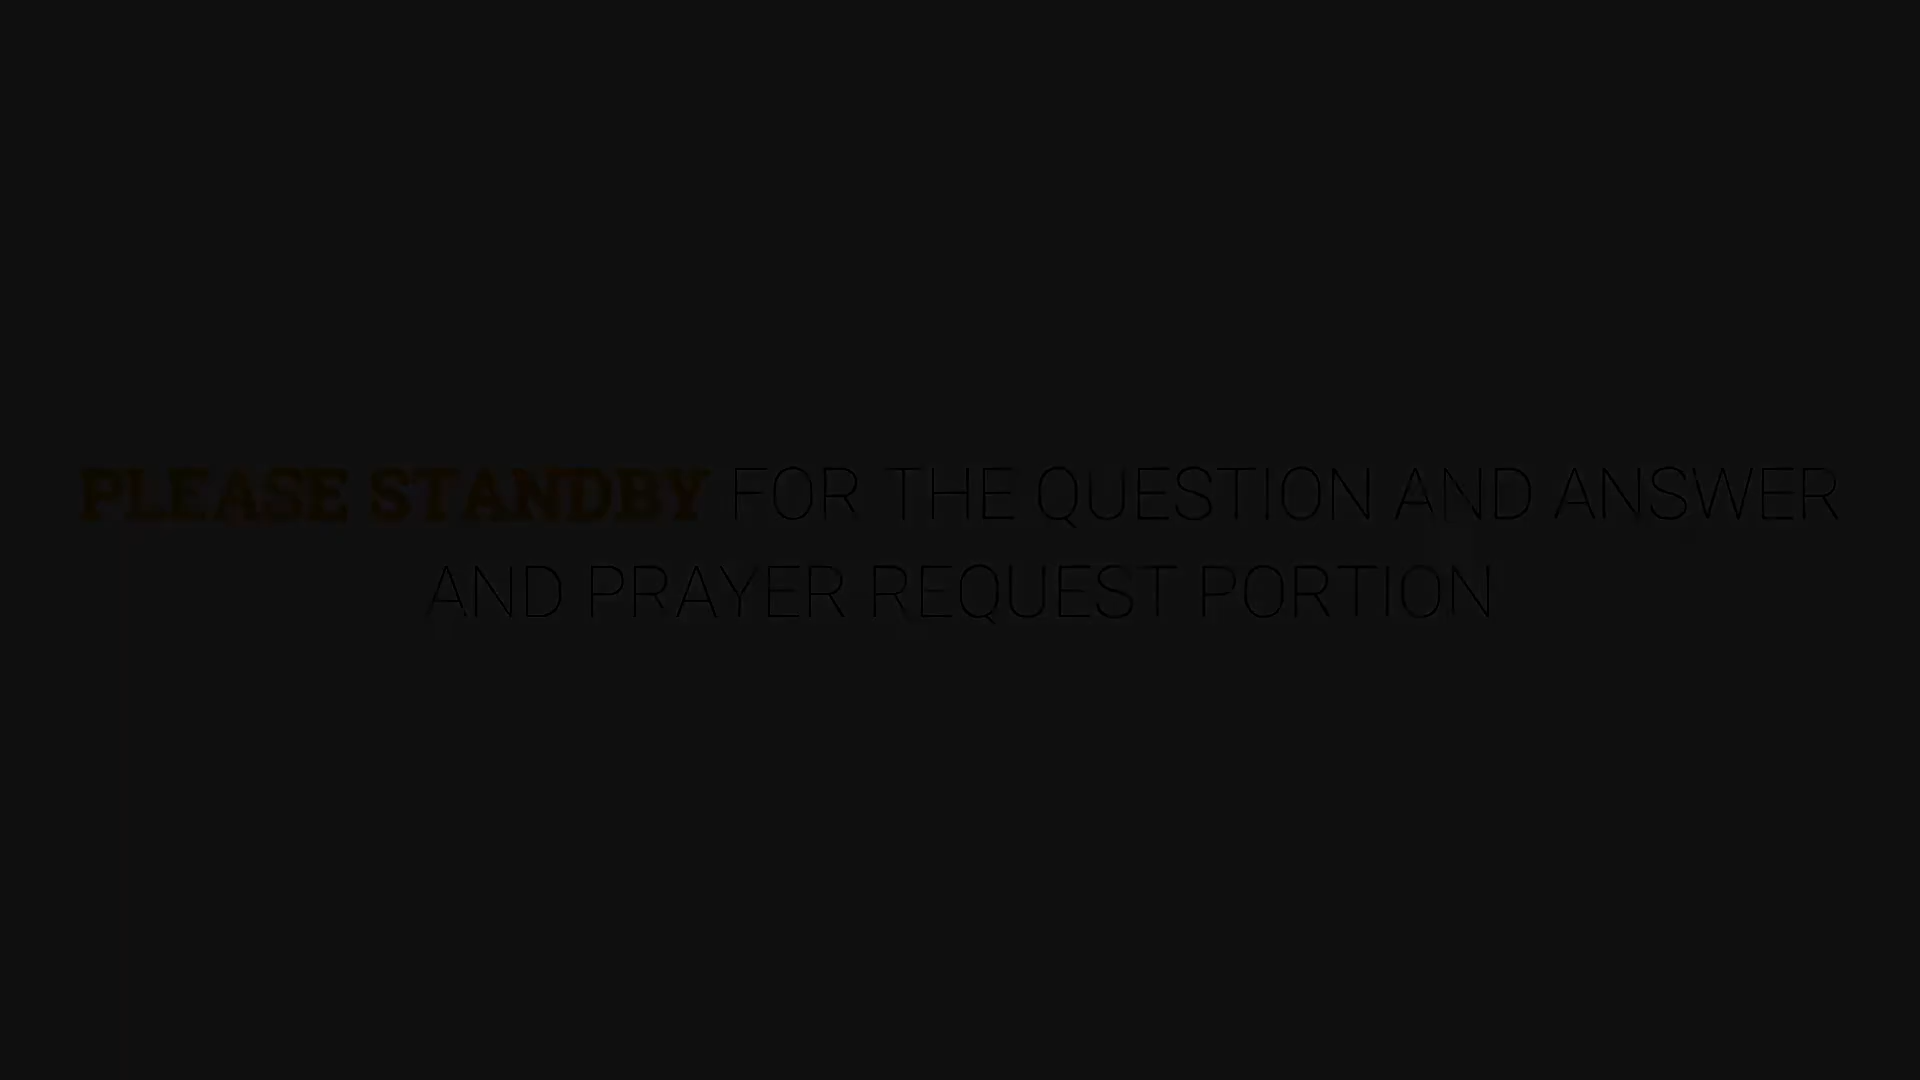 PLEASE STANDBY FOR THE QUESTION AND ANSWER
AND PRAYER REQUEST PORTION